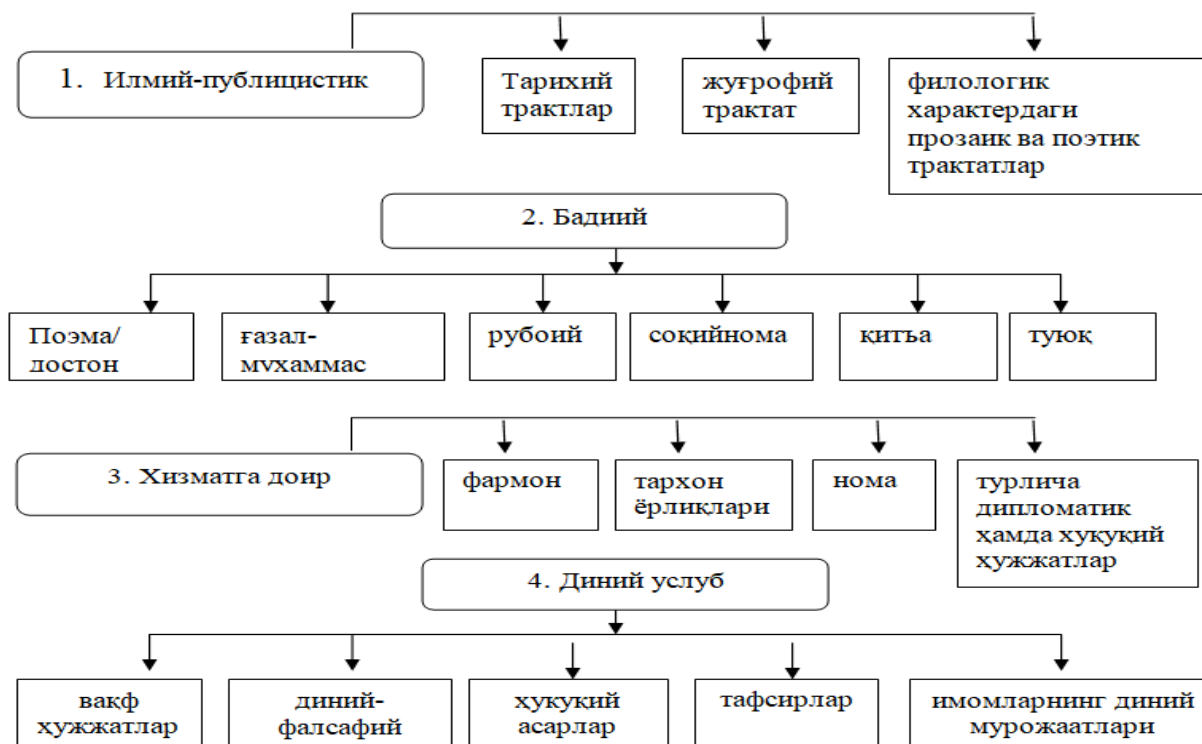 1. Илмий-публицистик
Тарихий
трактлар
жуғрофий
трактат
филологик
характердаги
прозаик ва поэтик
трактатлар
2. Бадиий
Поэма/
достон
ғазал-
мухаммас
рубоий
соқийнома
қитъа
туюқ
3. Хизматга доир
фармон
тархон
ёрлиқлари
нома
турлича
дипломатик
ҳамда хуқуқий
ҳужжатлар
4. Диний услуб
вакф
ҳужжатлар
диний-
фалсафий
ҳуқуқий
асарлар
тафсирлар
имомларнинг диний
мурожаатлари